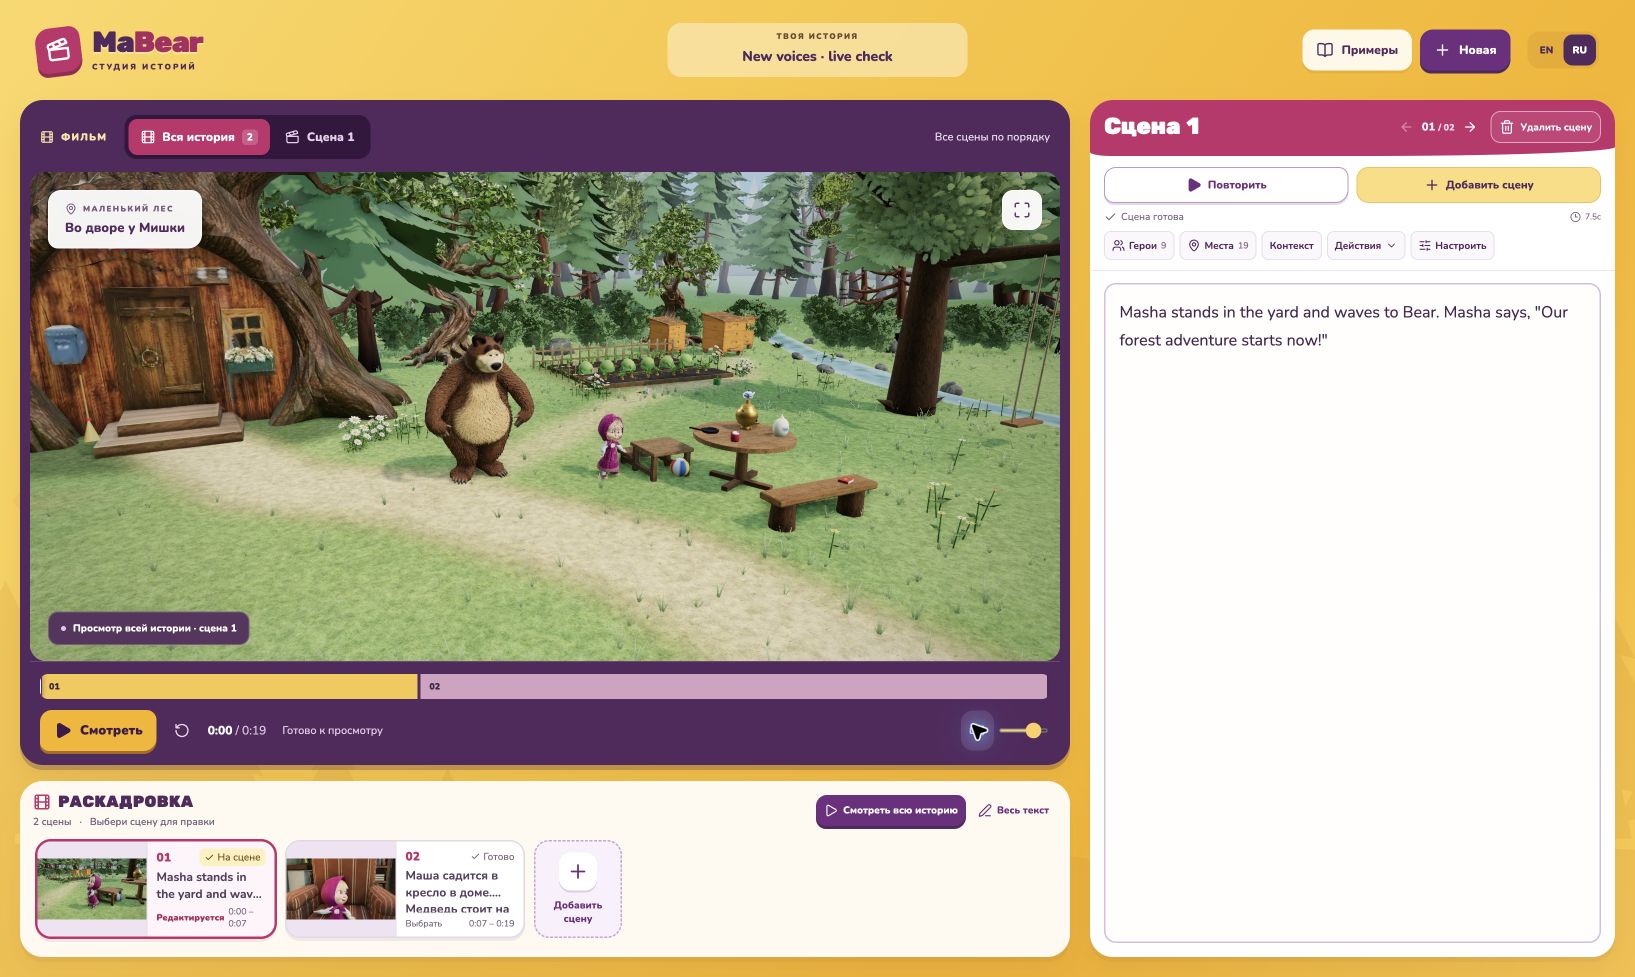 MaBear
СТУДИЯ ИСТОРИЙ
ТВОЯ ИСТОРИЯ
New voices · live check
Примеры
Новая
EN
RU
ФИЛЬМ
Вся история 2
Сцена 1
Все сцены по порядку
МАЛЕНЬКИЙ ЛЕС
Во дворе у Мишки
Просмотр всей истории · сцена 1
01
02
Смотреть
0:00 / 0:19
Готово к просмотру
РАСКАДРОВКА
2 сцены · Выбери сцену для правки
Смотреть всю историю
Весь текст
01
На сцене
Masha stands in
the yard and wav...
Редактируется
0:00 –
0:07
02
Готово
Маша садится в
кресло в доме....
Медведь стоит на
Выбрать
0:07 – 0:19
Добавить
сцену
Сцена 1
01 / 02
Удалить сцену
Повторить
Добавить сцену
Сцена готова
7.5с
Герои 9
Места 19
Контекст
Действия
Настроить
Masha stands in the yard and waves to Bear. Masha says, "Our
forest adventure starts now!"